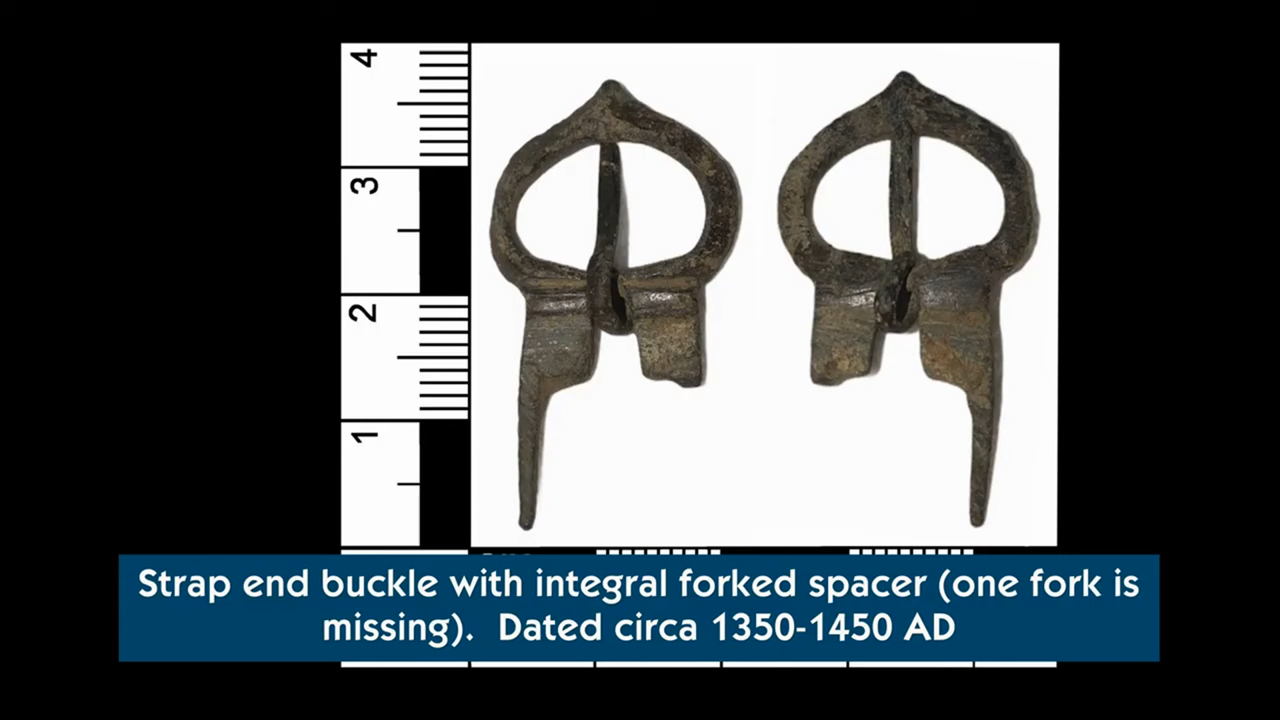 4
3
2
1
Strap end buckle with integral forked spacer (one fork is
missing).  Dated circa 1350-1450 AD